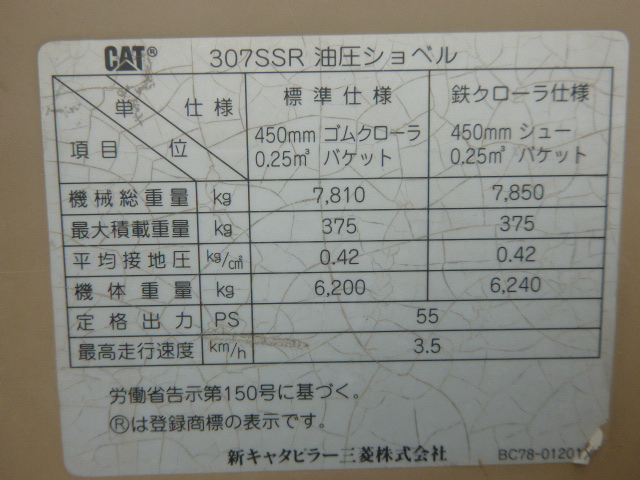 CAT® 307SSR 油圧ショベル
単 仕様 標準仕様 鉄クローラ仕様
項目 位 450mm ゴムクローラ 450mm シュー
0.25m³ バケット 0.25m³ バケット
機械総重量 kg 7,810 7,850
最大積載重量 kg 375 375
平均接地圧 kg/cm² 0.42 0.42
機体重量 kg 6,200 6,240
定格出力 PS 55
最高走行速度 km/h 3.5
労働省告示第150号に基づく。
®は登録商標の表示です。
新キャタピラー三菱株式会社 BC78-01201X